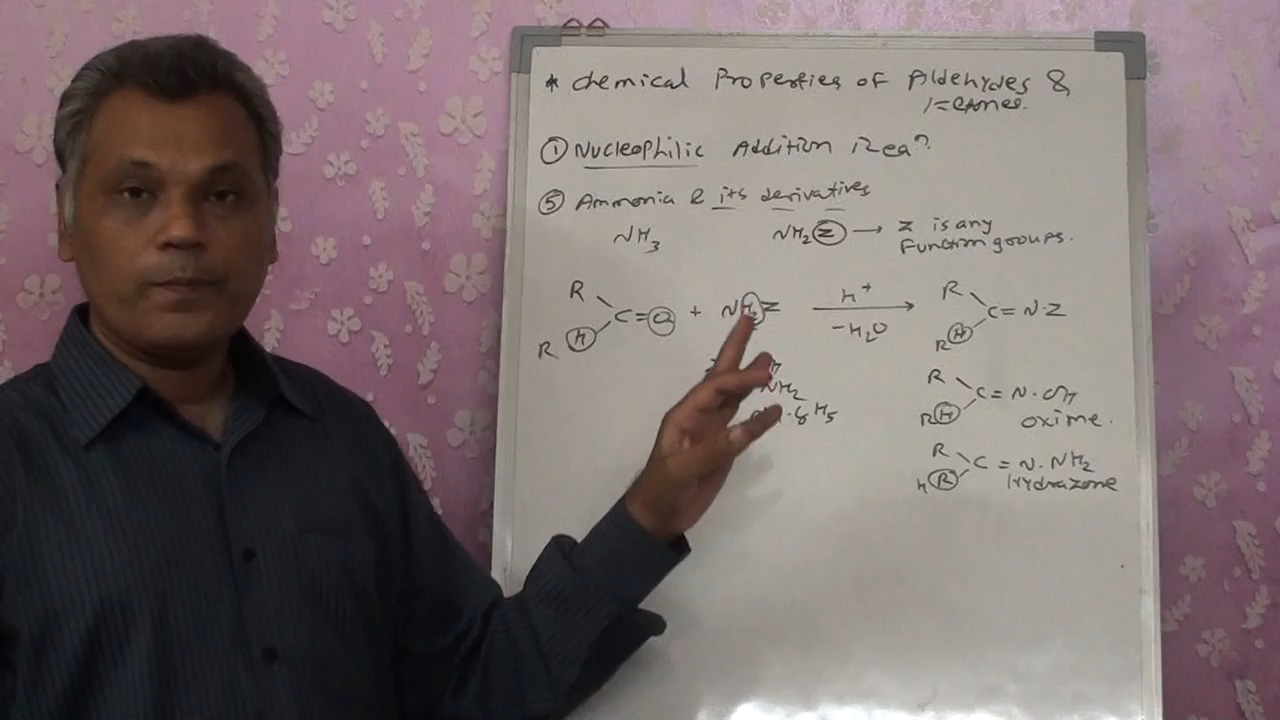 * Chemical Properties of Aldehydes &
Ketones.
① Nucleophilic Addition Reaⁿ.
⑤ Ammonia & its derivatives
NH₃ NH₂Z → Z is any
Function groups.
R H R C=O + NH₂Z H⁺ −H₂O → R H R C=N·Z
H
NH₂
·C₆H₅
R R H C=N·OH
oxime.
R H R C=N·NH₂
Hydrazone